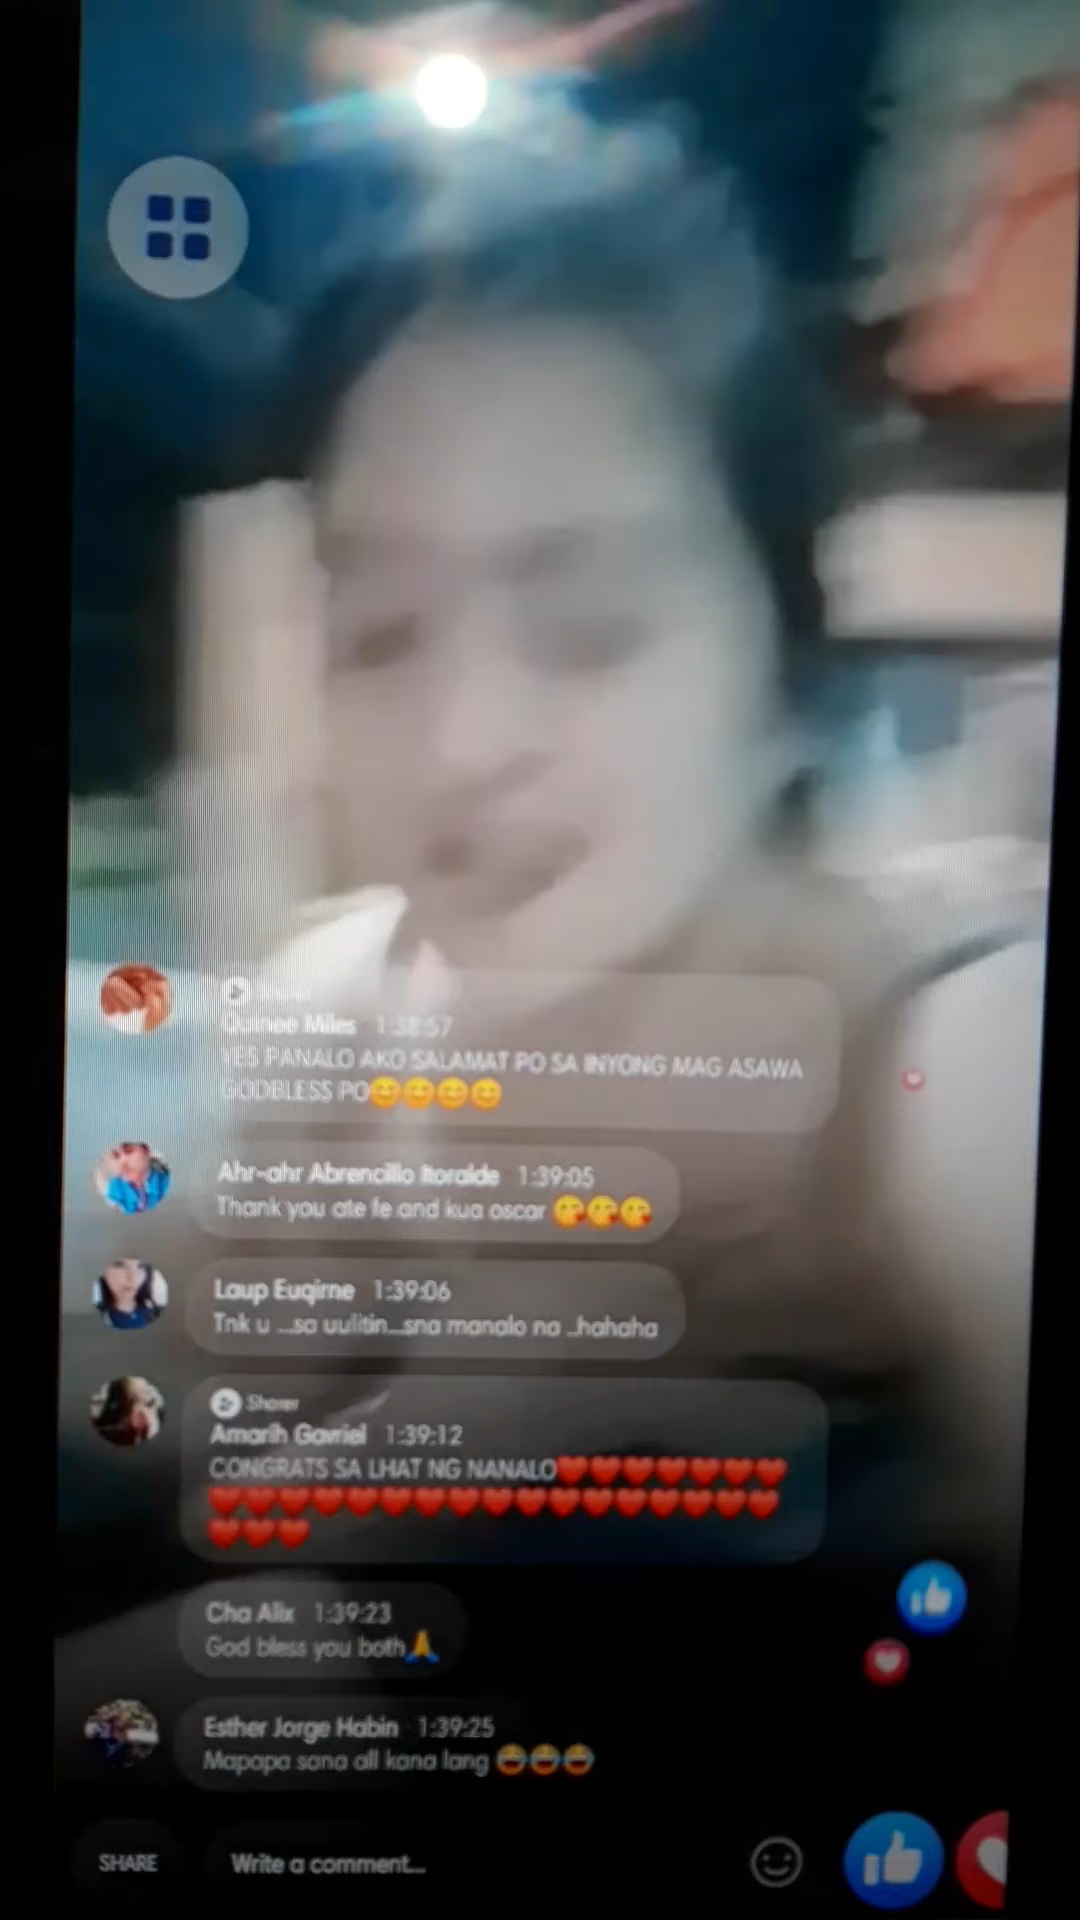 Quinee Miles 1:38:57
YES PANALO AKO SALAMAT PO SA INYONG MAG ASAWA
GODBLESS PO😊😊😊😊
Ahr-ahr Abrencillo Itoralde 1:39:05
Thank you ate fe and kua oscar 😘😘😘
Laup Euqirne 1:39:06
Tnk u ...sa uulitin...sna manalo na ..hahaha
Sharer
Amarih Gavriel 1:39:12
CONGRATS SA LHAT NG NANALO❤❤❤❤❤❤❤
❤❤❤❤❤❤❤❤❤❤❤❤❤❤❤❤❤
❤❤❤
Cha Alix 1:39:23
God bless you both🙏
Esther Jorge Habin 1:39:25
Mapapa sana all kana lang 😂😂😂
SHARE Write a comment...